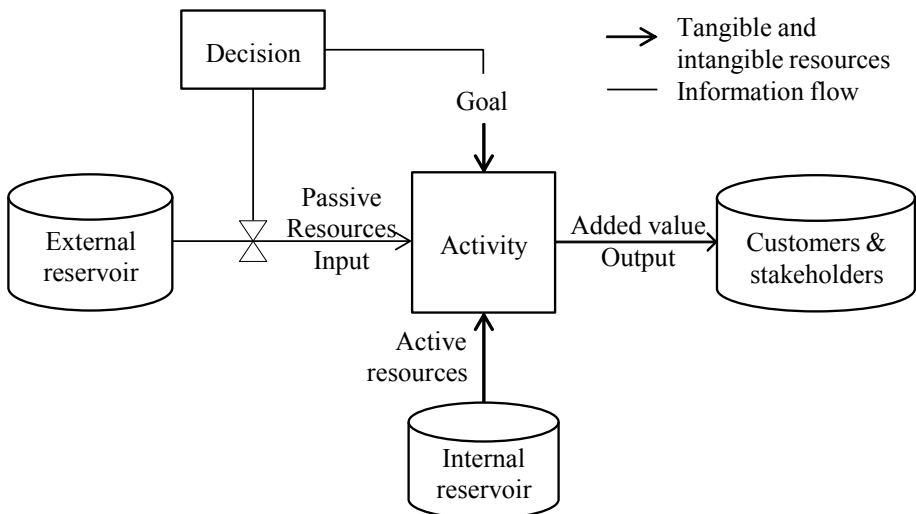 Decision
Tangible and
intangible resources
Information flow
Goal
External
reservoir
Passive
Resources
Input
Activity
Added value
Output
Customers &
stakeholders
Active
resources
Internal
reservoir